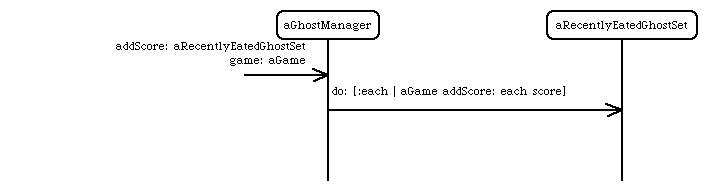 aGhostManager
aRecentlyEatedGhostSet
addScore: aRecentlyEatedGhostSet
game: aGame
do: [:each | aGame addScore: each score]